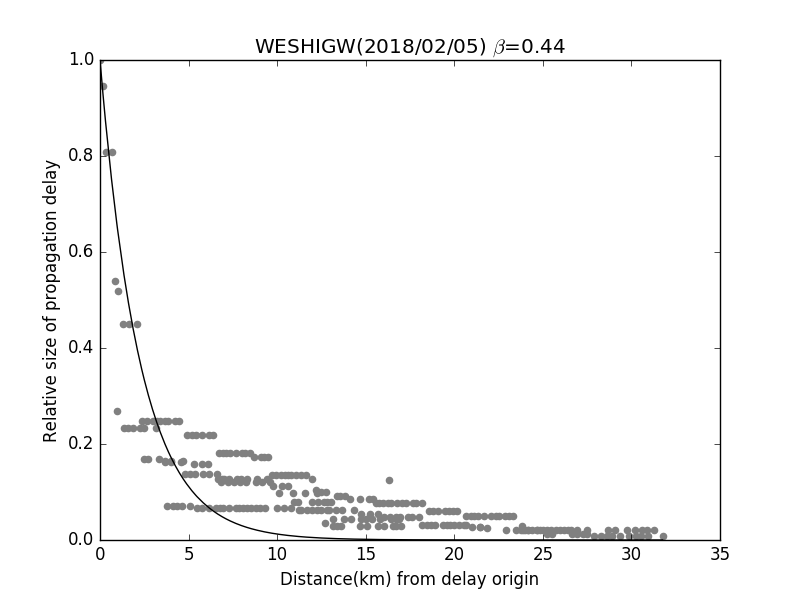 WESHIGW(2018/02/05) β=0.44
1.0
0.8
0.6
0.4
0.2
0.0
Relative size of propagation delay
0 5 10 15 20 25 30 35
Distance(km) from delay origin